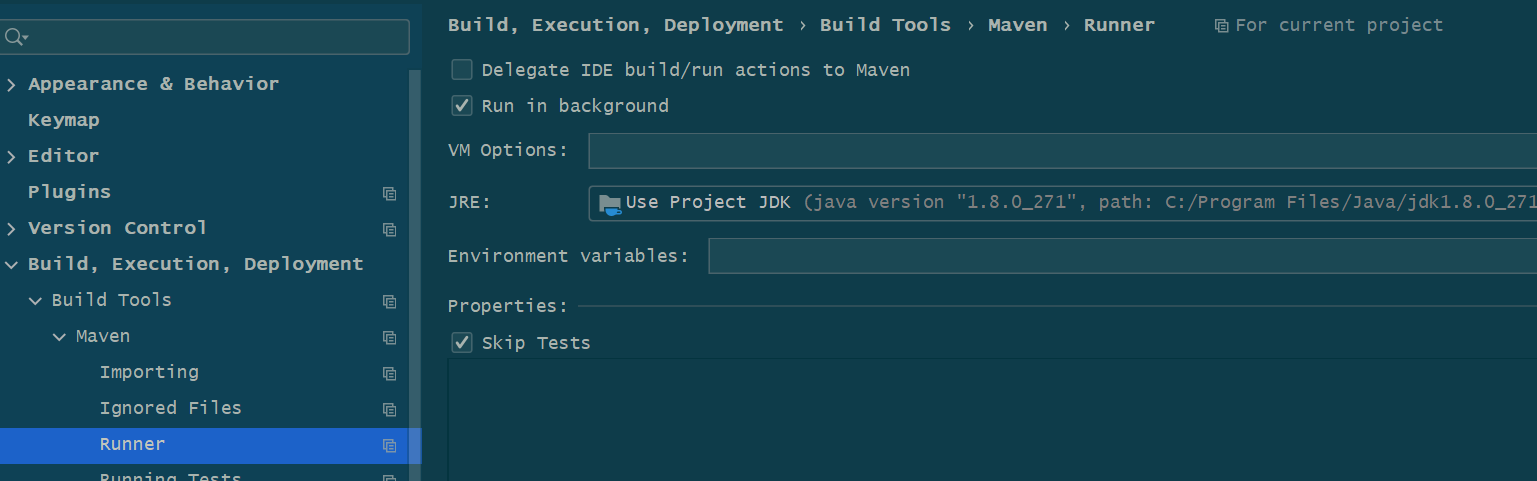 Appearance & Behavior
Keymap
Editor
Plugins
Version Control
Build, Execution, Deployment
Build Tools
Maven
Importing
Ignored Files
Runner
Running Tests
Build, Execution, Deployment › Build Tools › Maven › Runner For current project
Delegate IDE build/run actions to Maven
Run in background
VM Options:
JRE: Use Project JDK (java version "1.8.0_271", path: C:/Program Files/Java/jdk1.8.0_271
Environment variables:
Properties:
Skip Tests